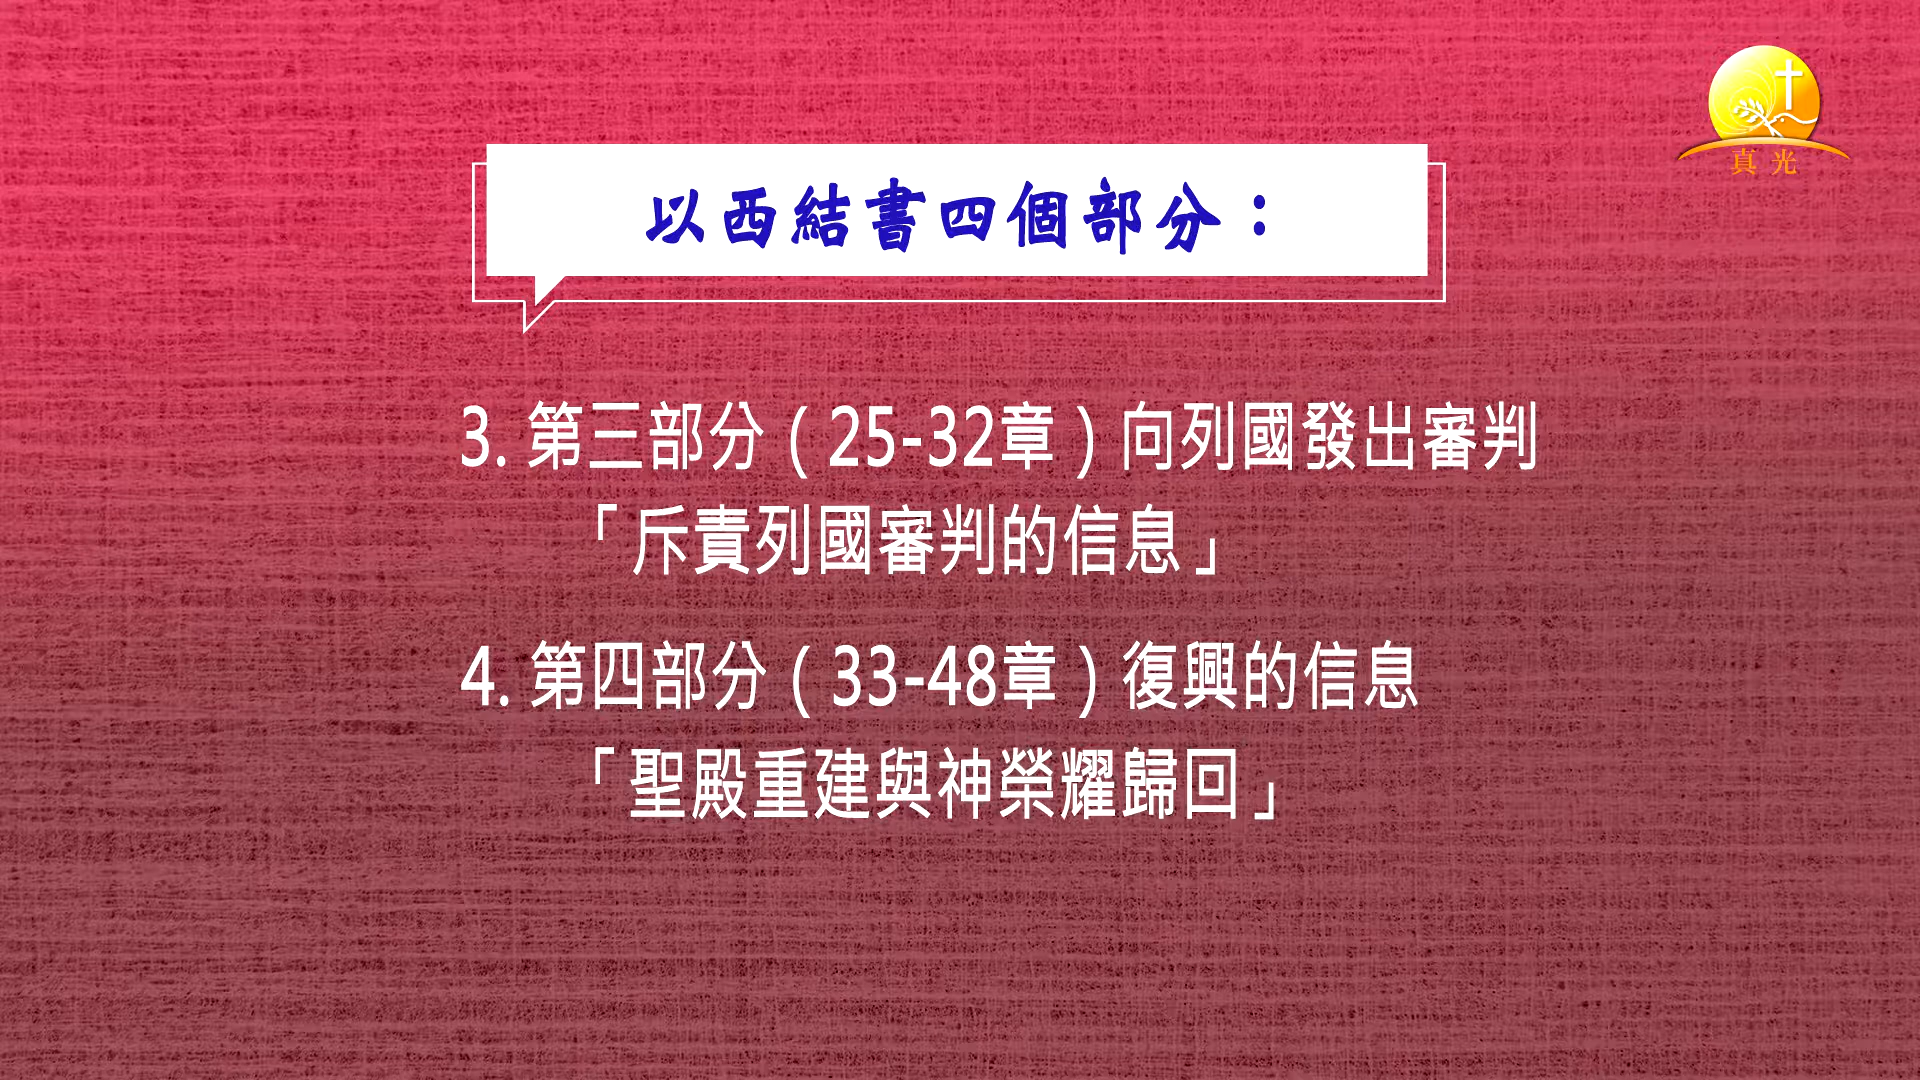 真光
以西結書四個部分：
3. 第三部分（25-32章）向列國發出審判
「斥責列國審判的信息」
4. 第四部分（33-48章）復興的信息
「聖殿重建與神榮耀歸回」